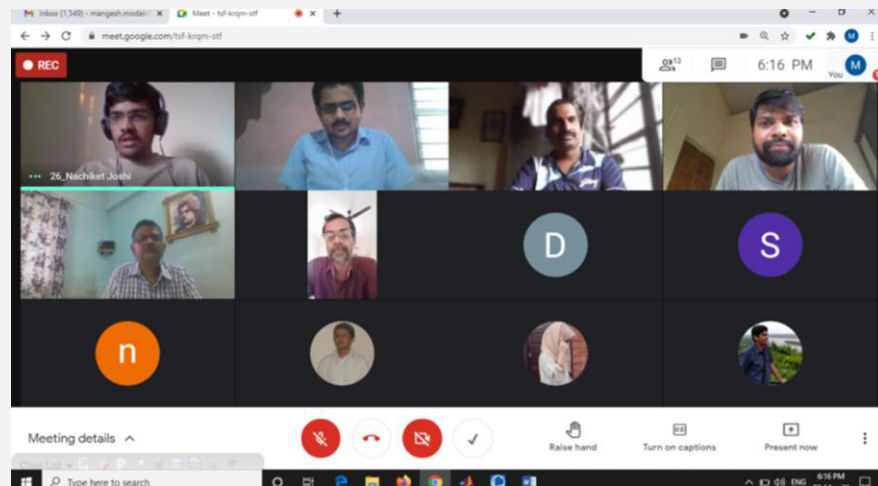 Inbox (1,549) - mangesh.modak
Meet - tsf-krqm-stf
meet.google.com/tsf-krqm-stf
M
REC
13
6:16 PM
You
M
26_Nachiket Joshi
D
S
n
Meeting details
Raise hand
Turn on captions
Present now
Class List
Type here to search
ENG
6:16 PM